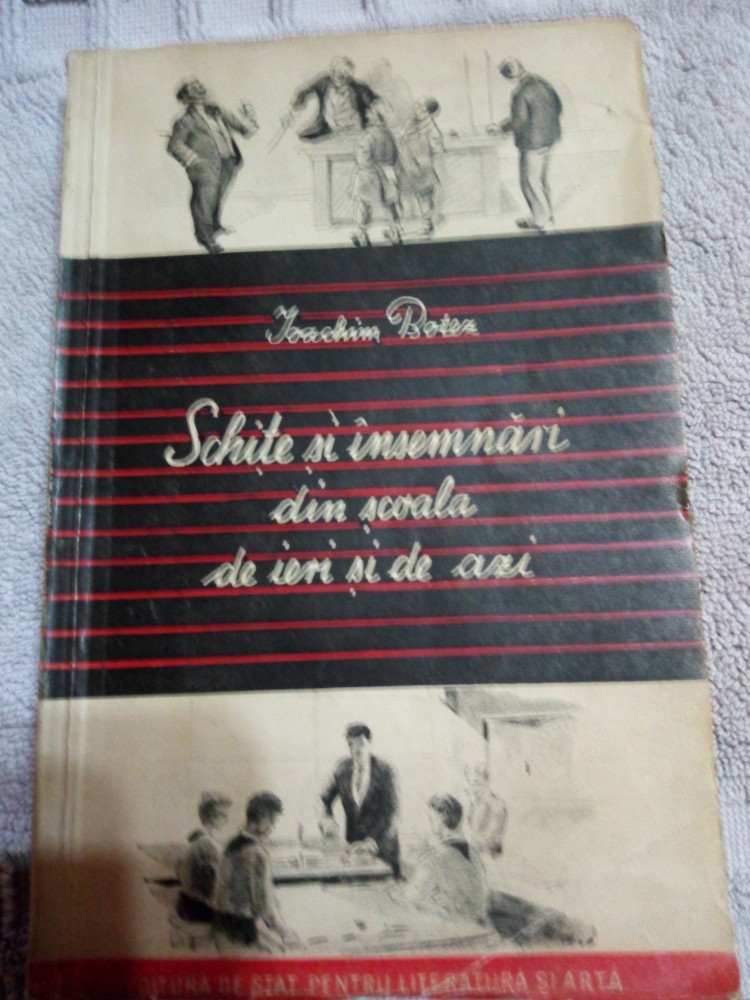 Ioachim Botez
Schițe și însemnări
din școala
de ieri și de azi
DITURA DE STAT PENTRU LITERATURĂ ȘI ARTĂ